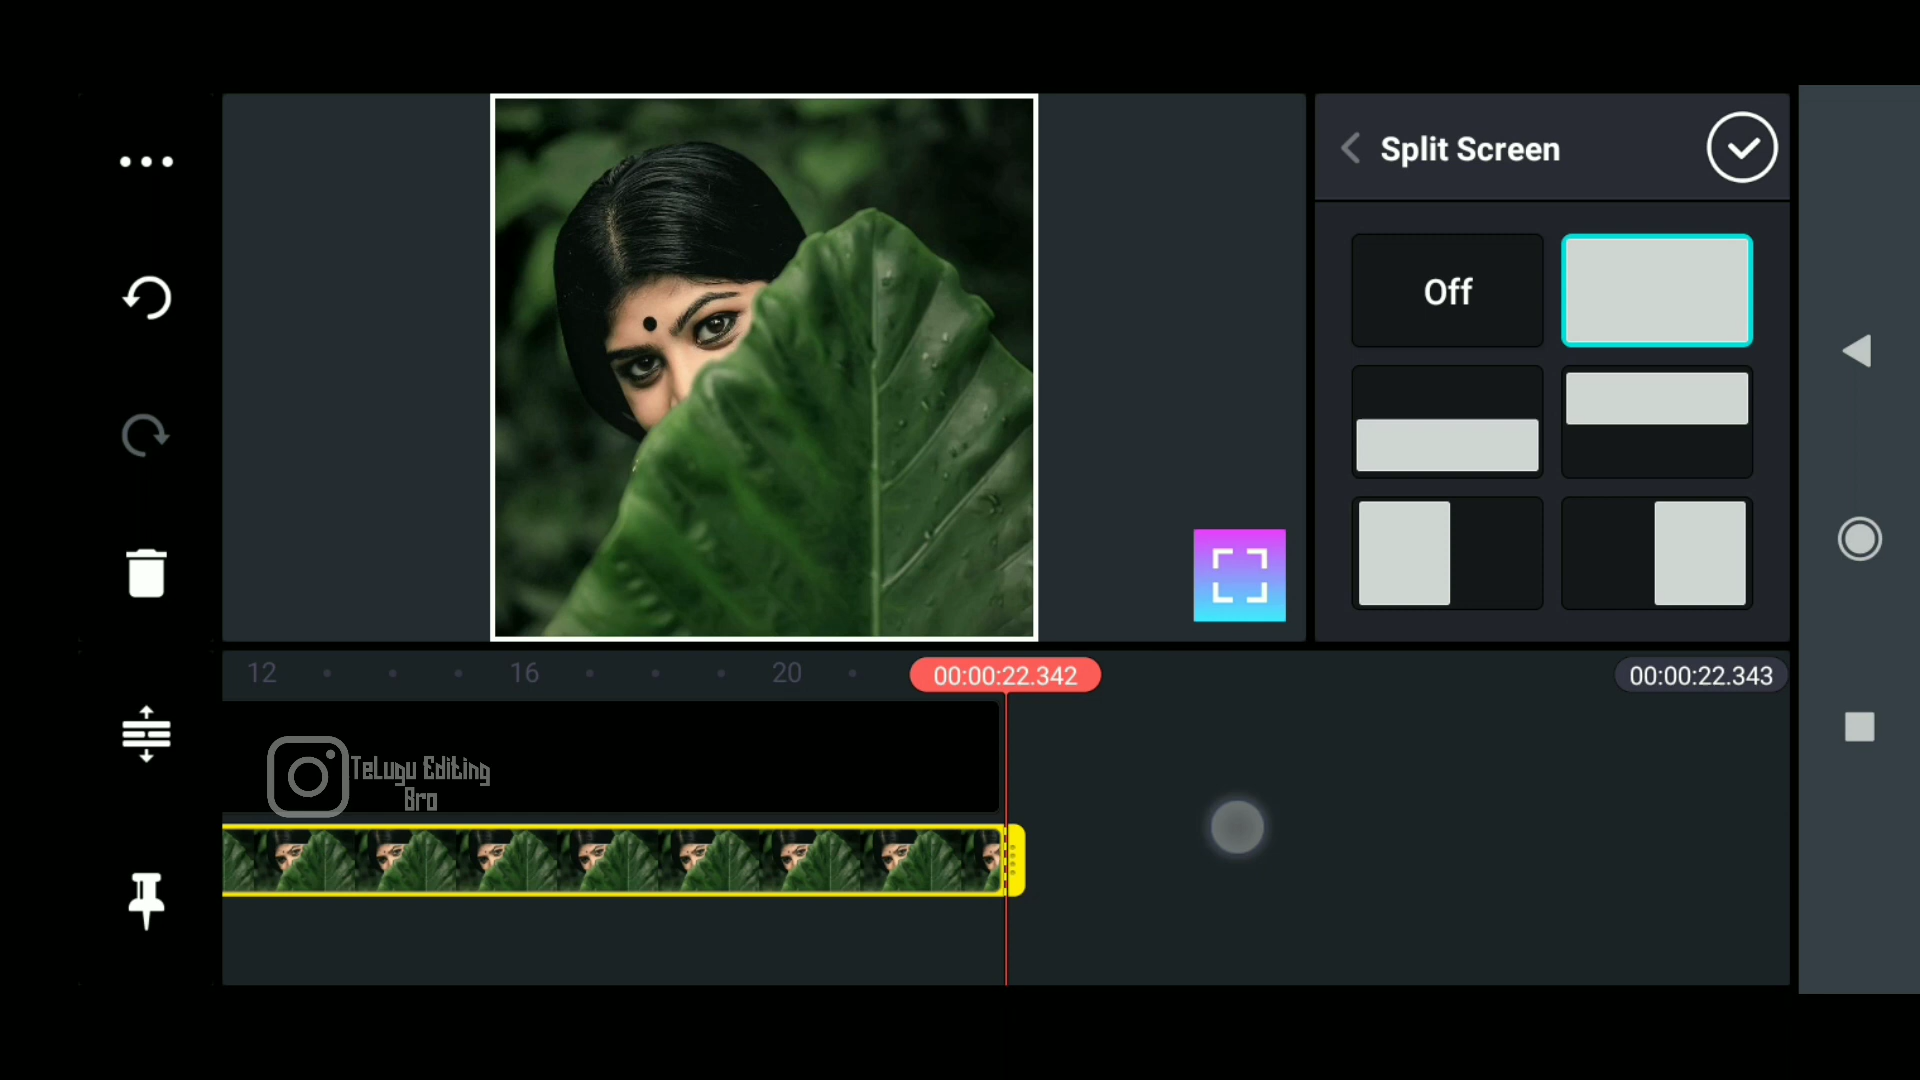 Split Screen
Off
12
16
20
00:00:22.342
00:00:22.343
TeLugu Editing
Bro